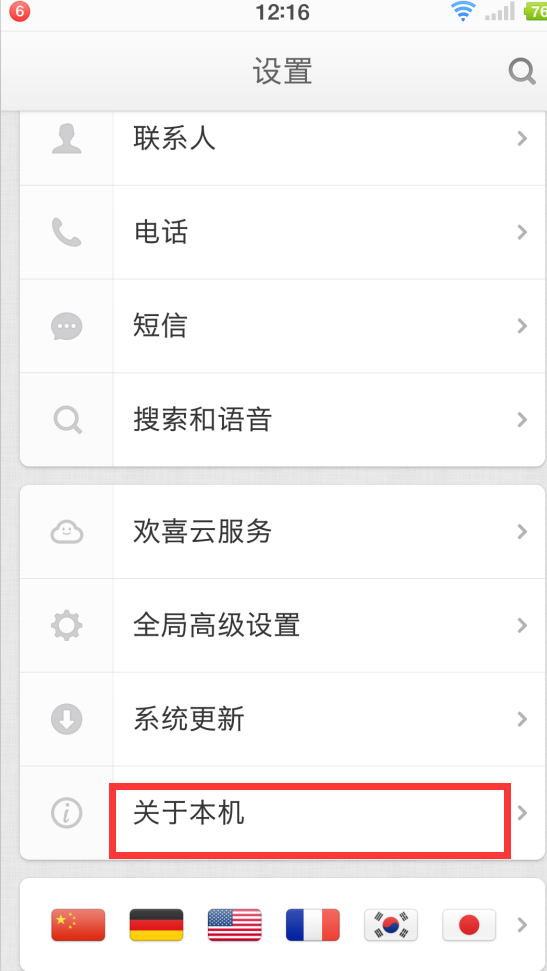 6
12:16
76
设置
联系人
电话
短信
搜索和语音
欢喜云服务
全局高级设置
系统更新
关于本机